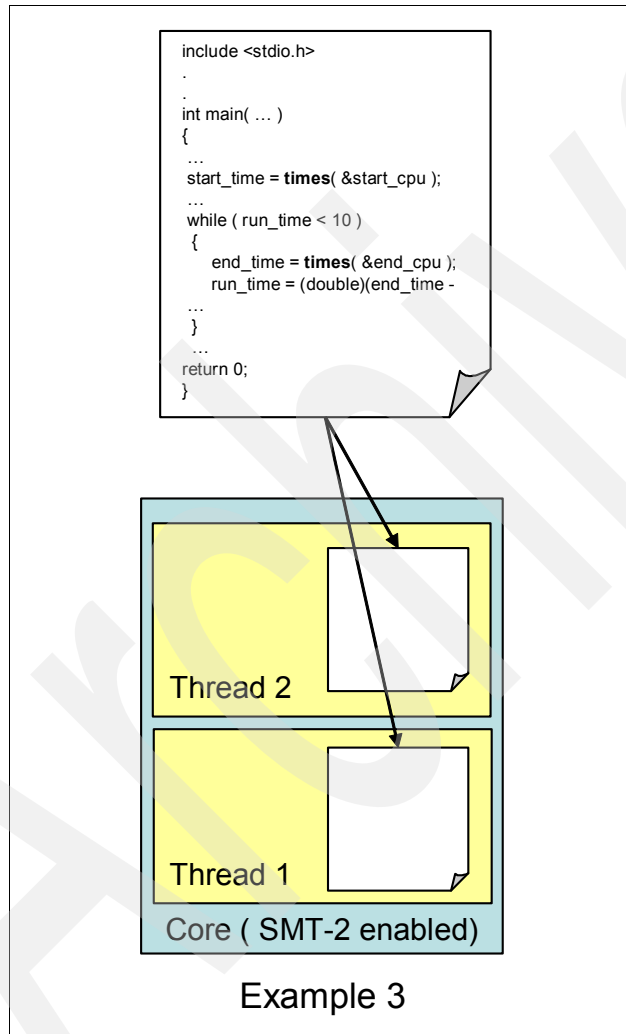 include <stdio.h>
.
.
int main( … )
{
…
start_time = times( &start_cpu );
…
while ( run_time < 10 )
{
end_time = times( &end_cpu );
run_time = (double)(end_time -
…
}
…
return 0;
}
Thread 2
Thread 1
Core ( SMT-2 enabled)
Example 3